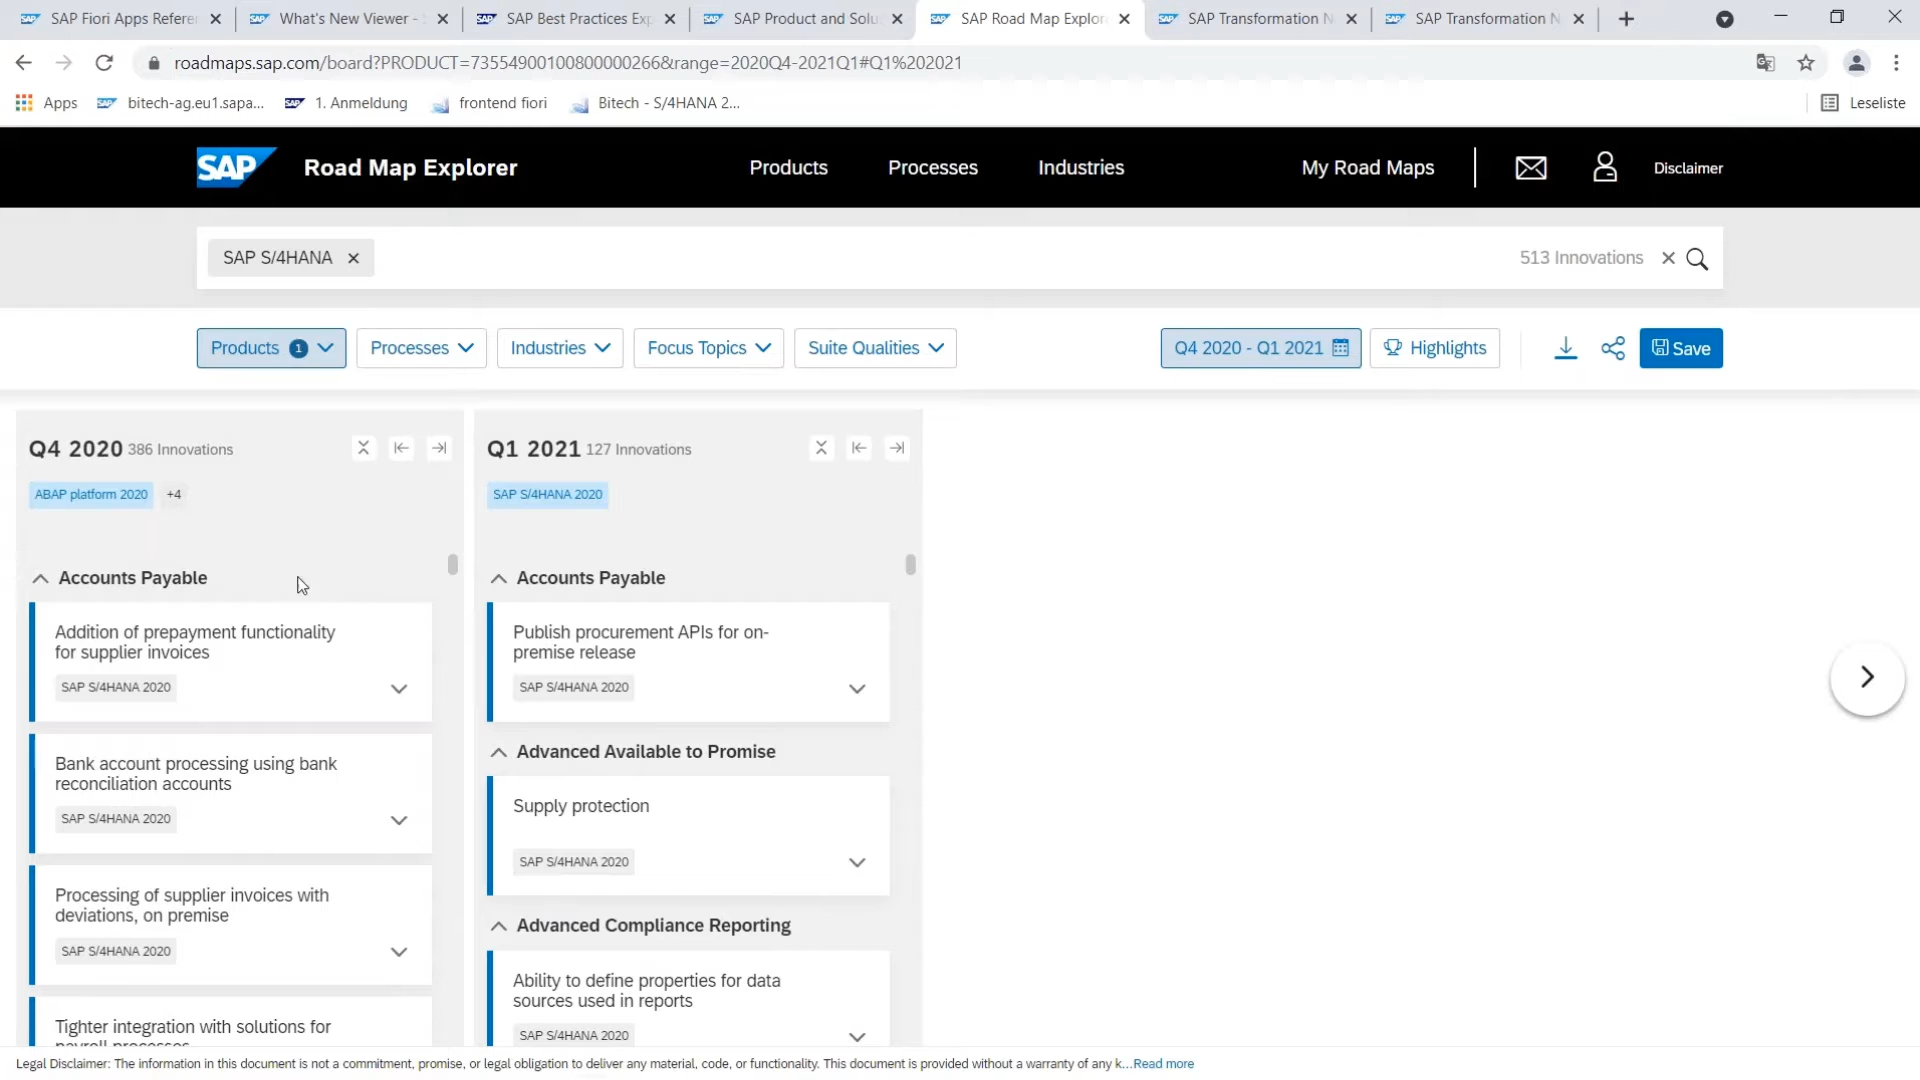 SAP Fiori Apps Refere
What's New Viewer -
SAP Best Practices Exp
SAP Product and Solu
SAP Road Map Explor
SAP Transformation N
SAP Transformation N
roadmaps.sap.com/board?PRODUCT=73554900100800000266&range=2020Q4-2021Q1#Q1%202021
Apps
bitech-ag.eu1.sapa...
1. Anmeldung
frontend fiori
Bitech - S/4HANA 2...
Leseliste
SAP
Road Map Explorer
Products
Processes
Industries
My Road Maps
Disclaimer
SAP S/4HANA
513 Innovations
Products 1
Processes
Industries
Focus Topics
Suite Qualities
Q4 2020 - Q1 2021
Highlights
Save
Q4 2020 386 Innovations
ABAP platform 2020 +4
Accounts Payable
Addition of prepayment functionality
for supplier invoices
SAP S/4HANA 2020
Bank account processing using bank
reconciliation accounts
SAP S/4HANA 2020
Processing of supplier invoices with
deviations, on premise
SAP S/4HANA 2020
Tighter integration with solutions for
payroll processes
Q1 2021 127 Innovations
SAP S/4HANA 2020
Accounts Payable
Publish procurement APIs for on-
premise release
SAP S/4HANA 2020
Advanced Available to Promise
Supply protection
SAP S/4HANA 2020
Advanced Compliance Reporting
Ability to define properties for data
sources used in reports
SAP S/4HANA 2020
Legal Disclaimer: The information in this document is not a commitment, promise, or legal obligation to deliver any material, code, or functionality. This document is provided without a warranty of any k...Read more